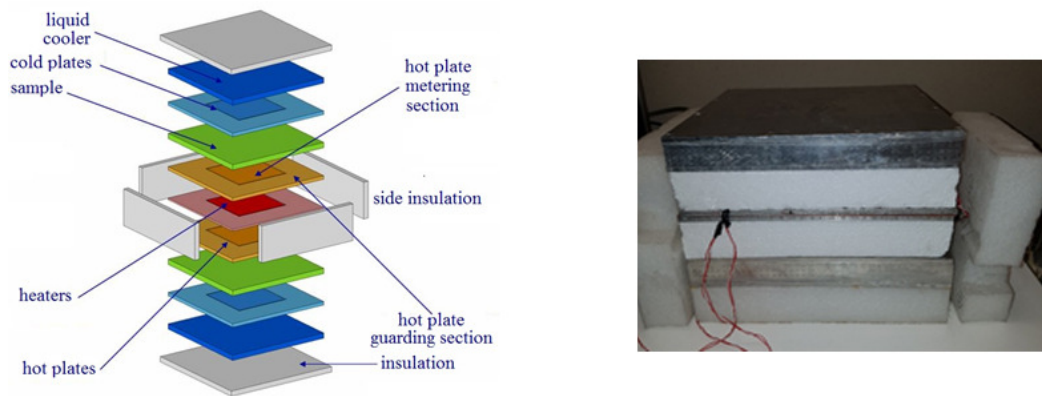 liquid
cooler
cold plates
sample
hot plate
metering
section
side insulation
heaters
hot plate
guarding section
hot plates
insulation